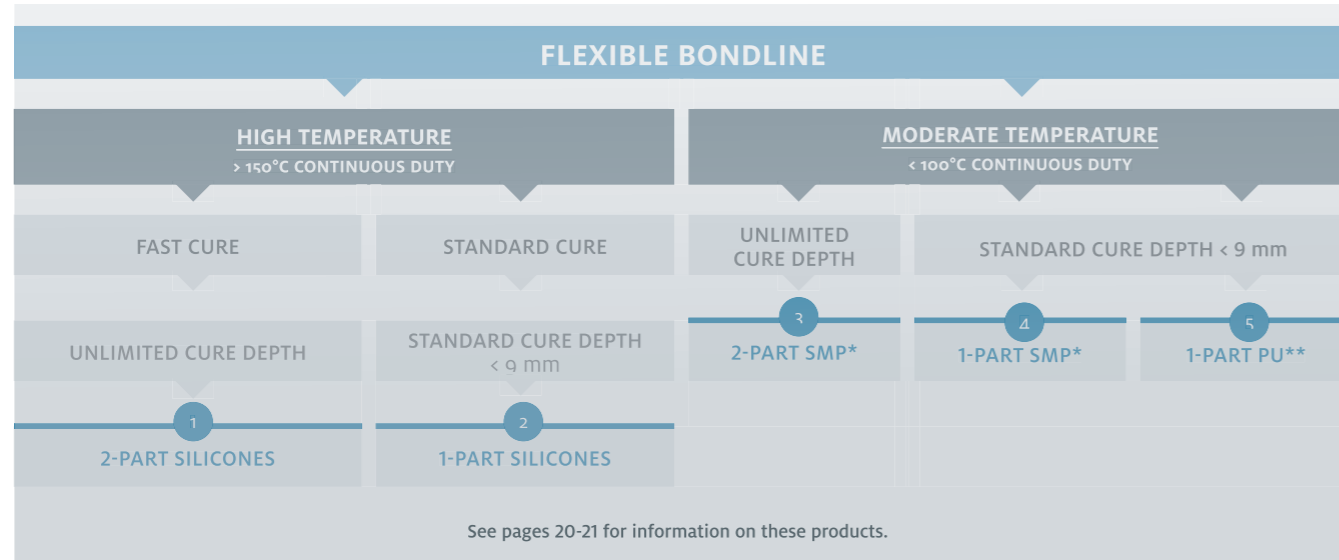 FLEXIBLE BONDLINE
HIGH TEMPERATURE
> 150°C CONTINUOUS DUTY
MODERATE TEMPERATURE
< 100°C CONTINUOUS DUTY
FAST CURE
STANDARD CURE
UNLIMITED
CURE DEPTH
STANDARD CURE DEPTH < 9 mm
UNLIMITED CURE DEPTH
STANDARD CURE DEPTH
< 9 mm
3
2-PART SMP*
4
1-PART SMP*
5
1-PART PU**
1
2-PART SILICONES
2
1-PART SILICONES
See pages 20-21 for information on these products.